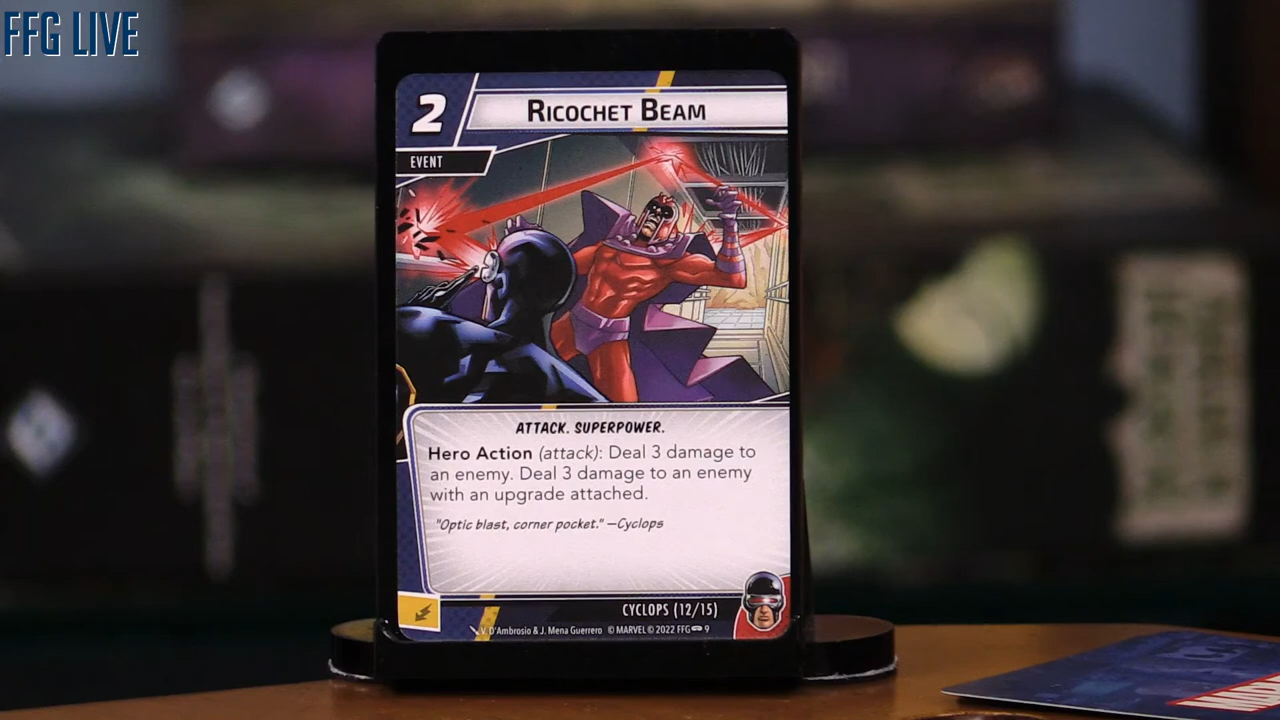 FFG LIVE
2
RICOCHET BEAM
EVENT
ATTACK. SUPERPOWER.
Hero Action (attack): Deal 3 damage to
an enemy. Deal 3 damage to an enemy
with an upgrade attached.
"Optic blast, corner pocket." —Cyclops
CYCLOPS (12/15)
V. D'Ambrosio & J. Mena Guerrero © MARVEL © 2022 FFG 9